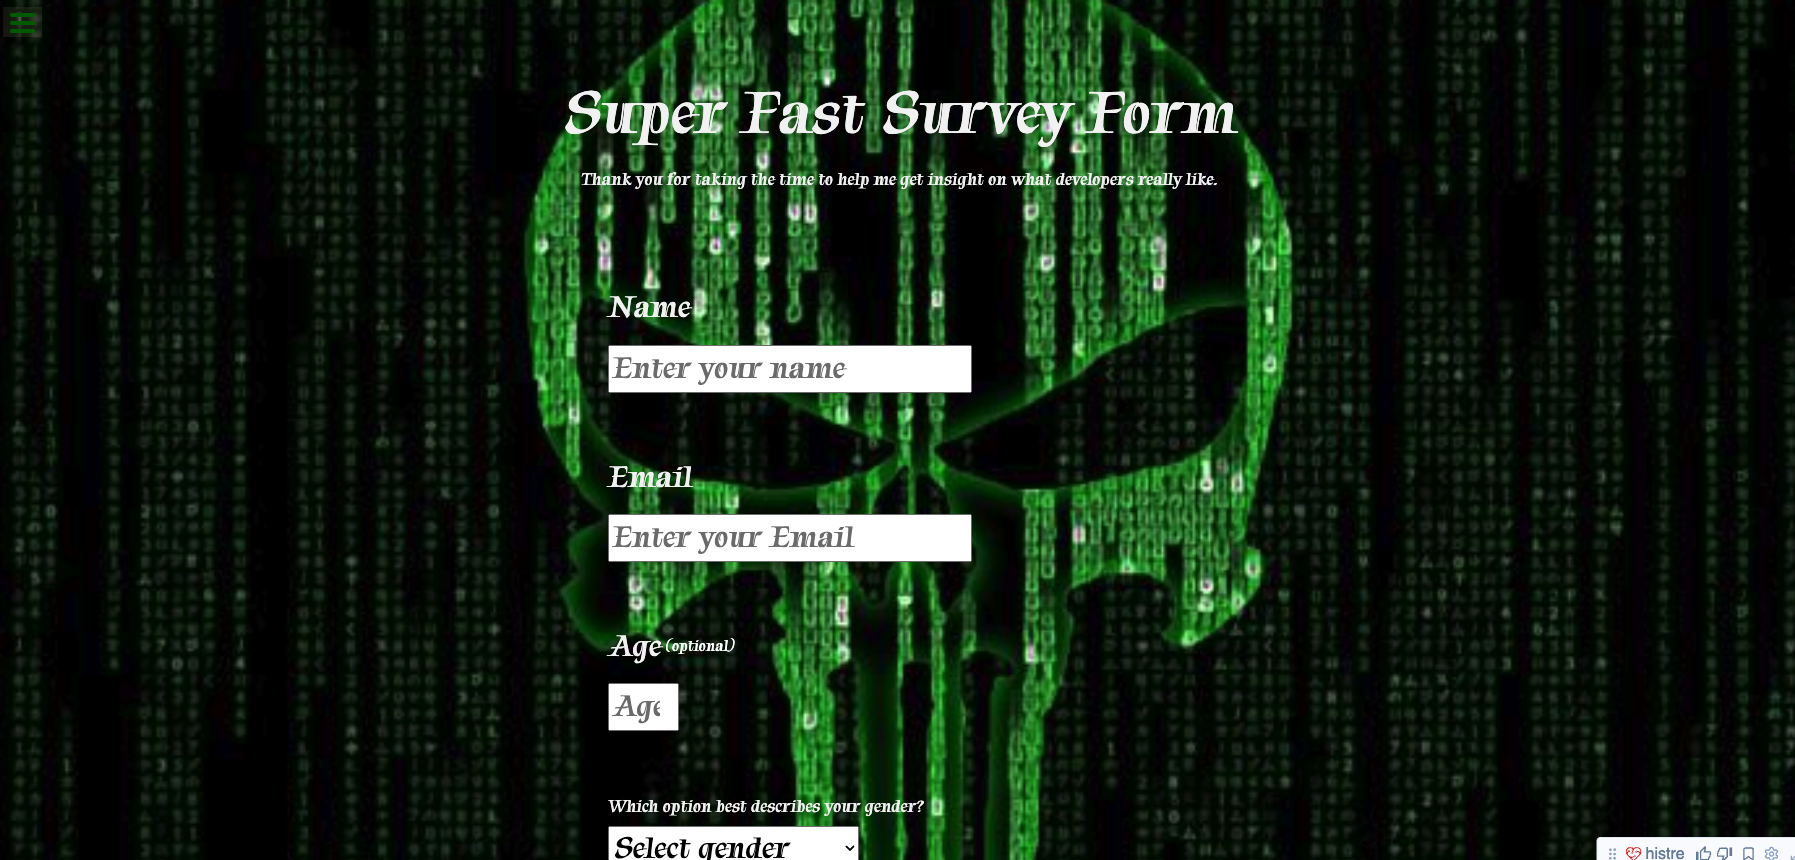 Super Fast Survey Form
Thank you for taking the time to help me get insight on what developers really like.
Name
Enter your name
Email
Enter your Email
Age (optional)
Age
Which option best describes your gender?
Select gender
histre